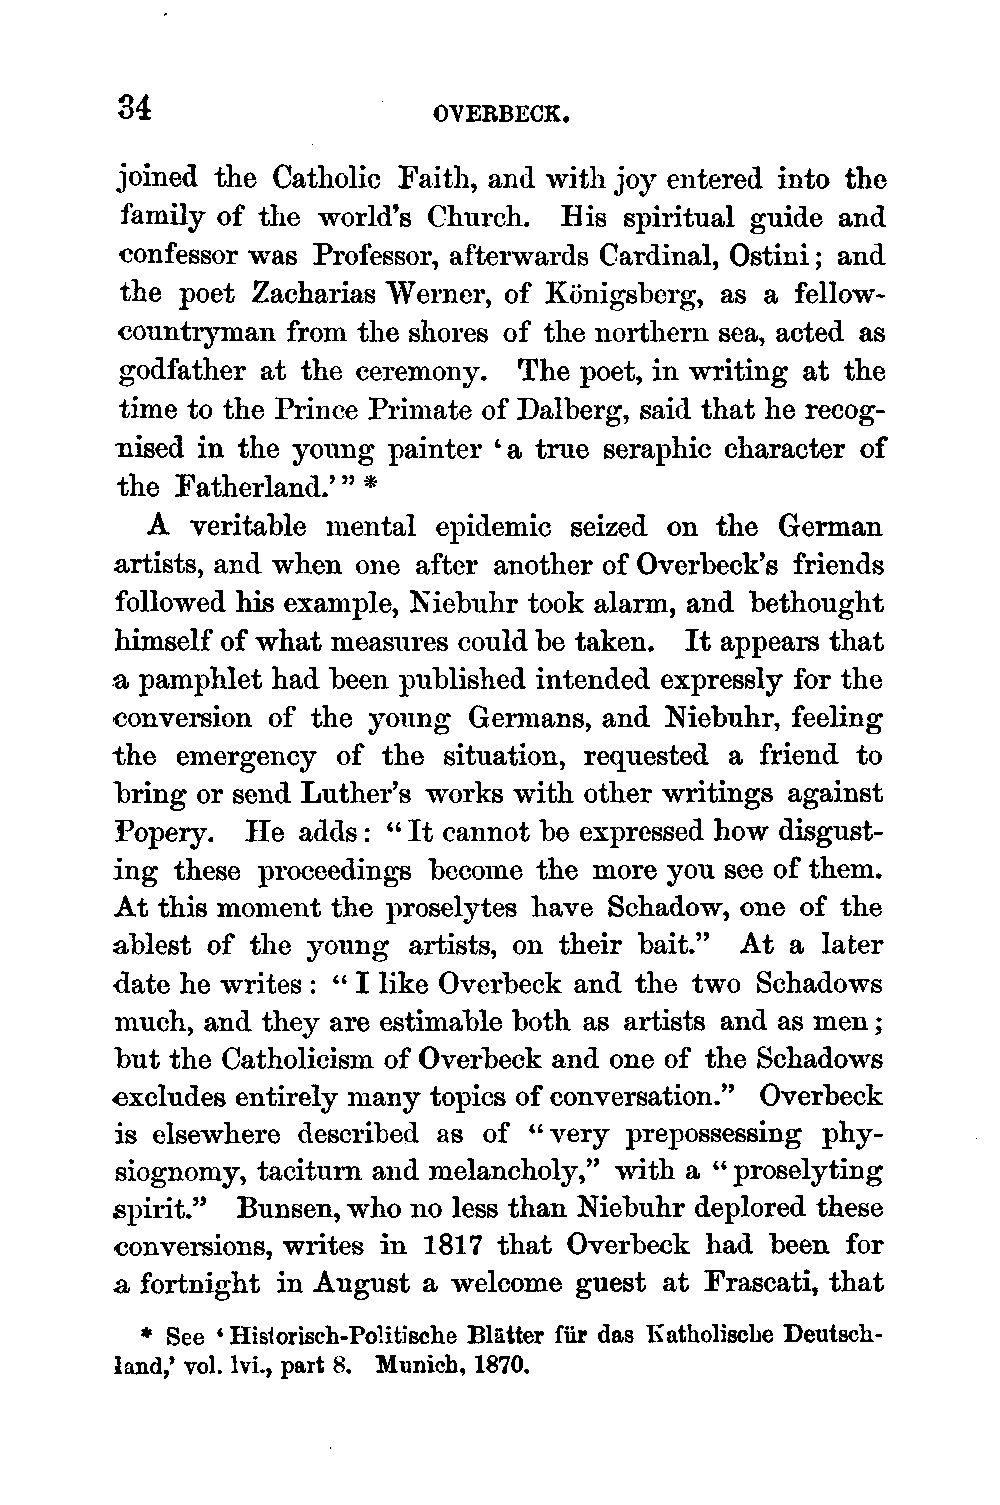 34 OVERBECK.
joined the Catholic Faith, and with joy entered into the
family of the world's Church. His spiritual guide and
confessor was Professor, afterwards Cardinal, Ostini; and
the poet Zacharias Werner, of Königsberg, as a fellow-
countryman from the shores of the northern sea, acted as
godfather at the ceremony. The poet, in writing at the
time to the Prince Primate of Dalberg, said that he recog-
nised in the young painter ‘a true seraphic character of
the Fatherland.’” *
A veritable mental epidemic seized on the German
artists, and when one after another of Overbeck's friends
followed his example, Niebuhr took alarm, and bethought
himself of what measures could be taken. It appears that
a pamphlet had been published intended expressly for the
conversion of the young Germans, and Niebuhr, feeling
the emergency of the situation, requested a friend to
bring or send Luther's works with other writings against
Popery. He adds: “It cannot be expressed how disgust-
ing these proceedings become the more you see of them.
At this moment the proselytes have Schadow, one of the
ablest of the young artists, on their bait.” At a later
date he writes: “I like Overbeck and the two Schadows
much, and they are estimable both as artists and as men;
but the Catholicism of Overbeck and one of the Schadows
excludes entirely many topics of conversation.” Overbeck
is elsewhere described as of “very prepossessing phy-
siognomy, taciturn and melancholy,” with a “proselyting
spirit.” Bunsen, who no less than Niebuhr deplored these
conversions, writes in 1817 that Overbeck had been for
a fortnight in August a welcome guest at Frascati, that
* See ‘Historisch-Politische Blätter für das Katholische Deutsch-
land,’ vol. lvi., part 8. Munich, 1870.